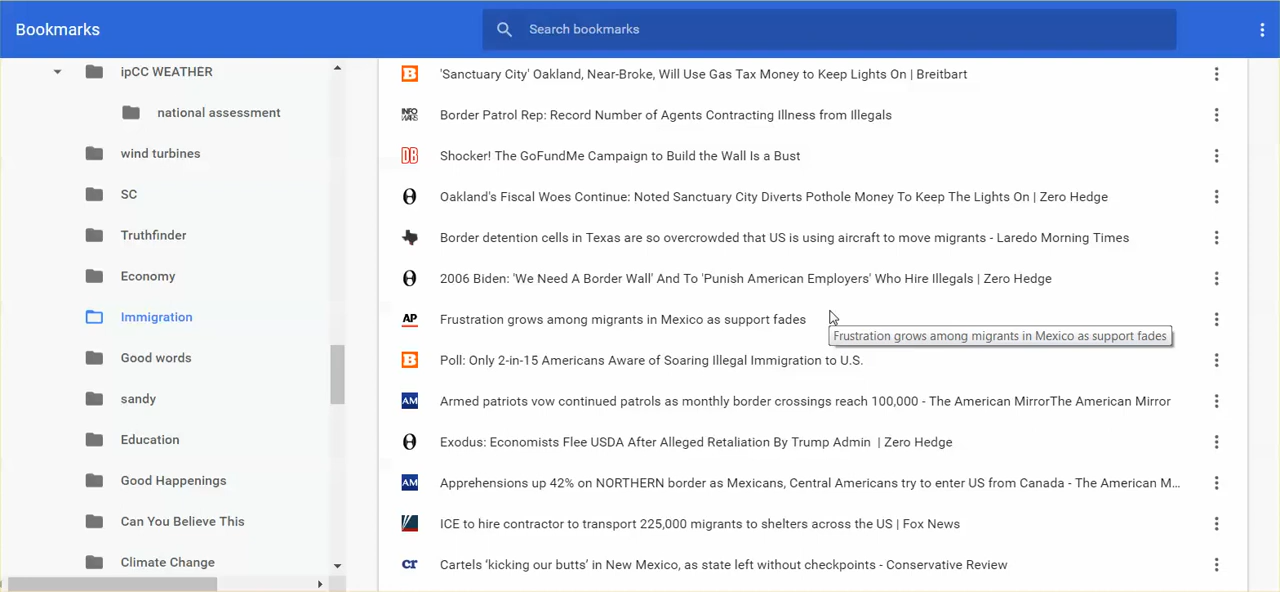 Bookmarks
Search bookmarks
ipCC WEATHER
national assessment
wind turbines
SC
Truthfinder
Economy
Immigration
Good words
sandy
Education
Good Happenings
Can You Believe This
Climate Change
B 'Sanctuary City' Oakland, Near-Broke, Will Use Gas Tax Money to Keep Lights On | Breitbart
INFO WARS Border Patrol Rep: Record Number of Agents Contracting Illness from Illegals
DB Shocker! The GoFundMe Campaign to Build the Wall Is a Bust
Oakland's Fiscal Woes Continue: Noted Sanctuary City Diverts Pothole Money To Keep The Lights On | Zero Hedge
Border detention cells in Texas are so overcrowded that US is using aircraft to move migrants - Laredo Morning Times
2006 Biden: 'We Need A Border Wall' And To 'Punish American Employers' Who Hire Illegals | Zero Hedge
AP Frustration grows among migrants in Mexico as support fades
Frustration grows among migrants in Mexico as support fades
B Poll: Only 2-in-15 Americans Aware of Soaring Illegal Immigration to U.S.
AM Armed patriots vow continued patrols as monthly border crossings reach 100,000 - The American MirrorThe American Mirror
Exodus: Economists Flee USDA After Alleged Retaliation By Trump Admin | Zero Hedge
AM Apprehensions up 42% on NORTHERN border as Mexicans, Central Americans try to enter US from Canada - The American M...
ICE to hire contractor to transport 225,000 migrants to shelters across the US | Fox News
CR Cartels ‘kicking our butts’ in New Mexico, as state left without checkpoints - Conservative Review